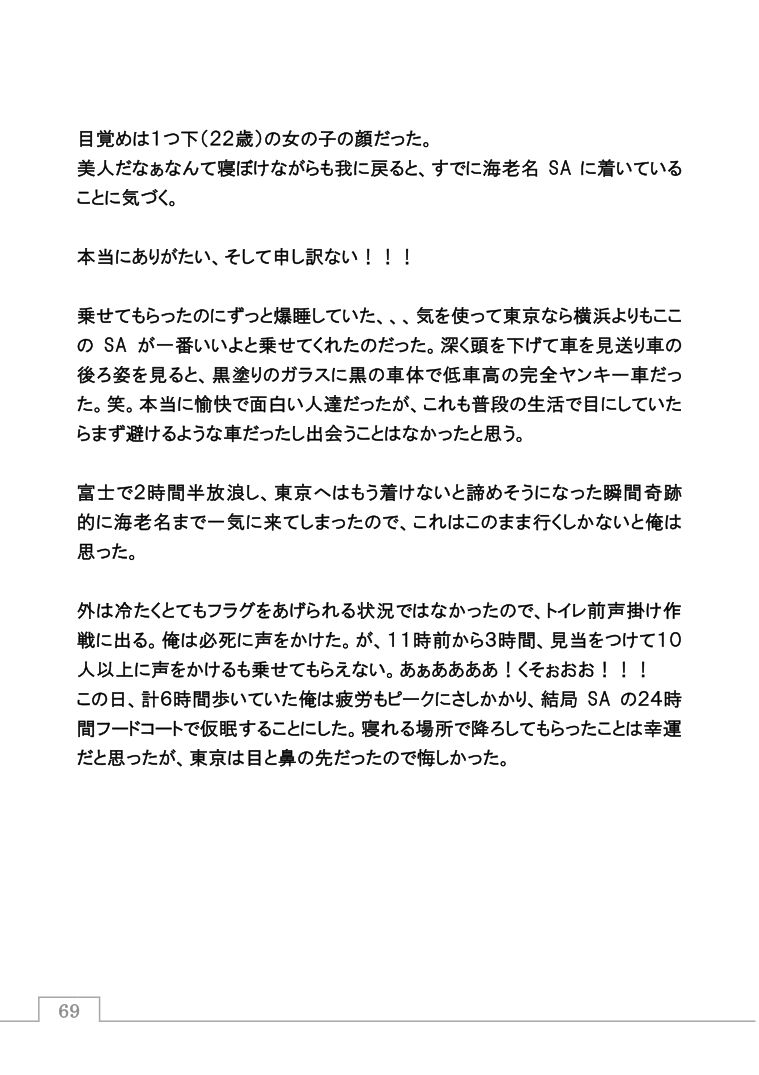 目覚めは1つ下（22歳）の女の子の顔だった。
美人だなぁなんて寝ぼけながらも我に戻ると、すでに海老名 SA に着いている
ことに気づく。
本当にありがたい、そして申し訳ない！！！
乗せてもらったのにずっと爆睡していた、、、気を使って東京なら横浜よりもここ
の SA が一番いいよと乗せてくれたのだった。深く頭を下げて車を見送り車の
後ろ姿を見ると、黒塗りのガラスに黒の車体で低車高の完全ヤンキー車だっ
た。笑。本当に愉快で面白い人達だったが、これも普段の生活で目にしていた
らまず避けるような車だったし出会うことはなかったと思う。
富士で2時間半放浪し、東京へはもう着けないと諦めそうになった瞬間奇跡
的に海老名まで一気に来てしまったので、これはこのまま行くしかないと俺は
思った。
外は冷たくとてもフラグをあげられる状況ではなかったので、トイレ前声掛け作
戦に出る。俺は必死に声をかけた。が、11時前から3時間、見当をつけて10
人以上に声をかけるも乗せてもらえない。あぁああああ！くそぉおお！！！
この日、計6時間歩いていた俺は疲労もピークにさしかかり、結局 SA の24時
間フードコートで仮眠することにした。寝れる場所で降ろしてもらったことは幸運
だと思ったが、東京は目と鼻の先だったので悔しかった。
69